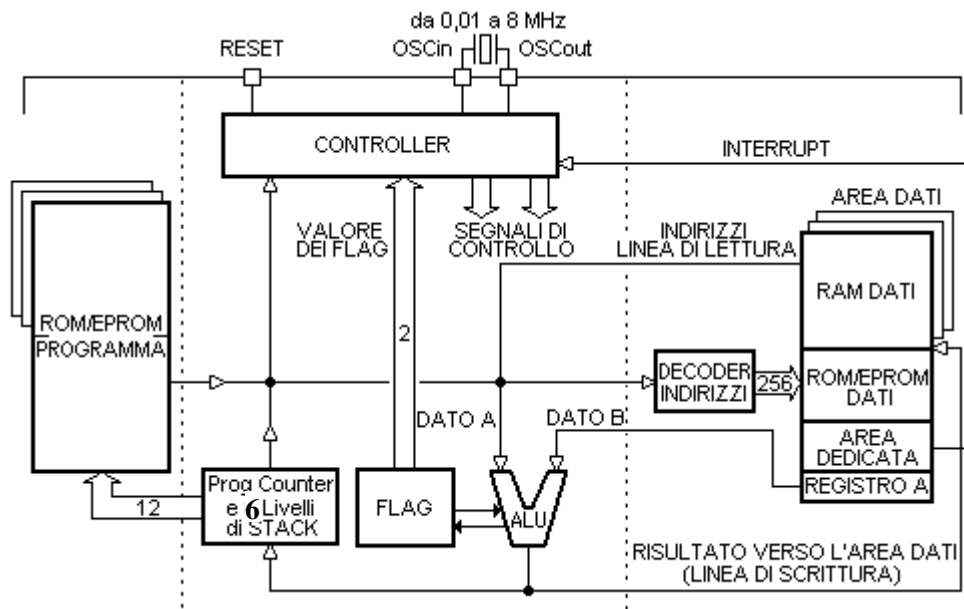 da 0,01 a 8 MHz
RESET
OSCin
OSCout
CONTROLLER
INTERRUPT
AREA DATI
VALORE
DEI FLAG
SEGNALI DI
CONTROLLO
INDIRIZZI
LINEA DI LETTURA
RAM DATI
ROM/EPROM
PROGRAMMA
2
DECODER
INDIRIZZI
256
ROM/EPROM
DATI
DATO A
DATO B
AREA
DEDICATA
REGISTRO A
12
Prog Counter
e 6 Livelli
di STACK
FLAG
ALU
RISULTATO VERSO L'AREA DATI
(LINEA DI SCRITTURA)